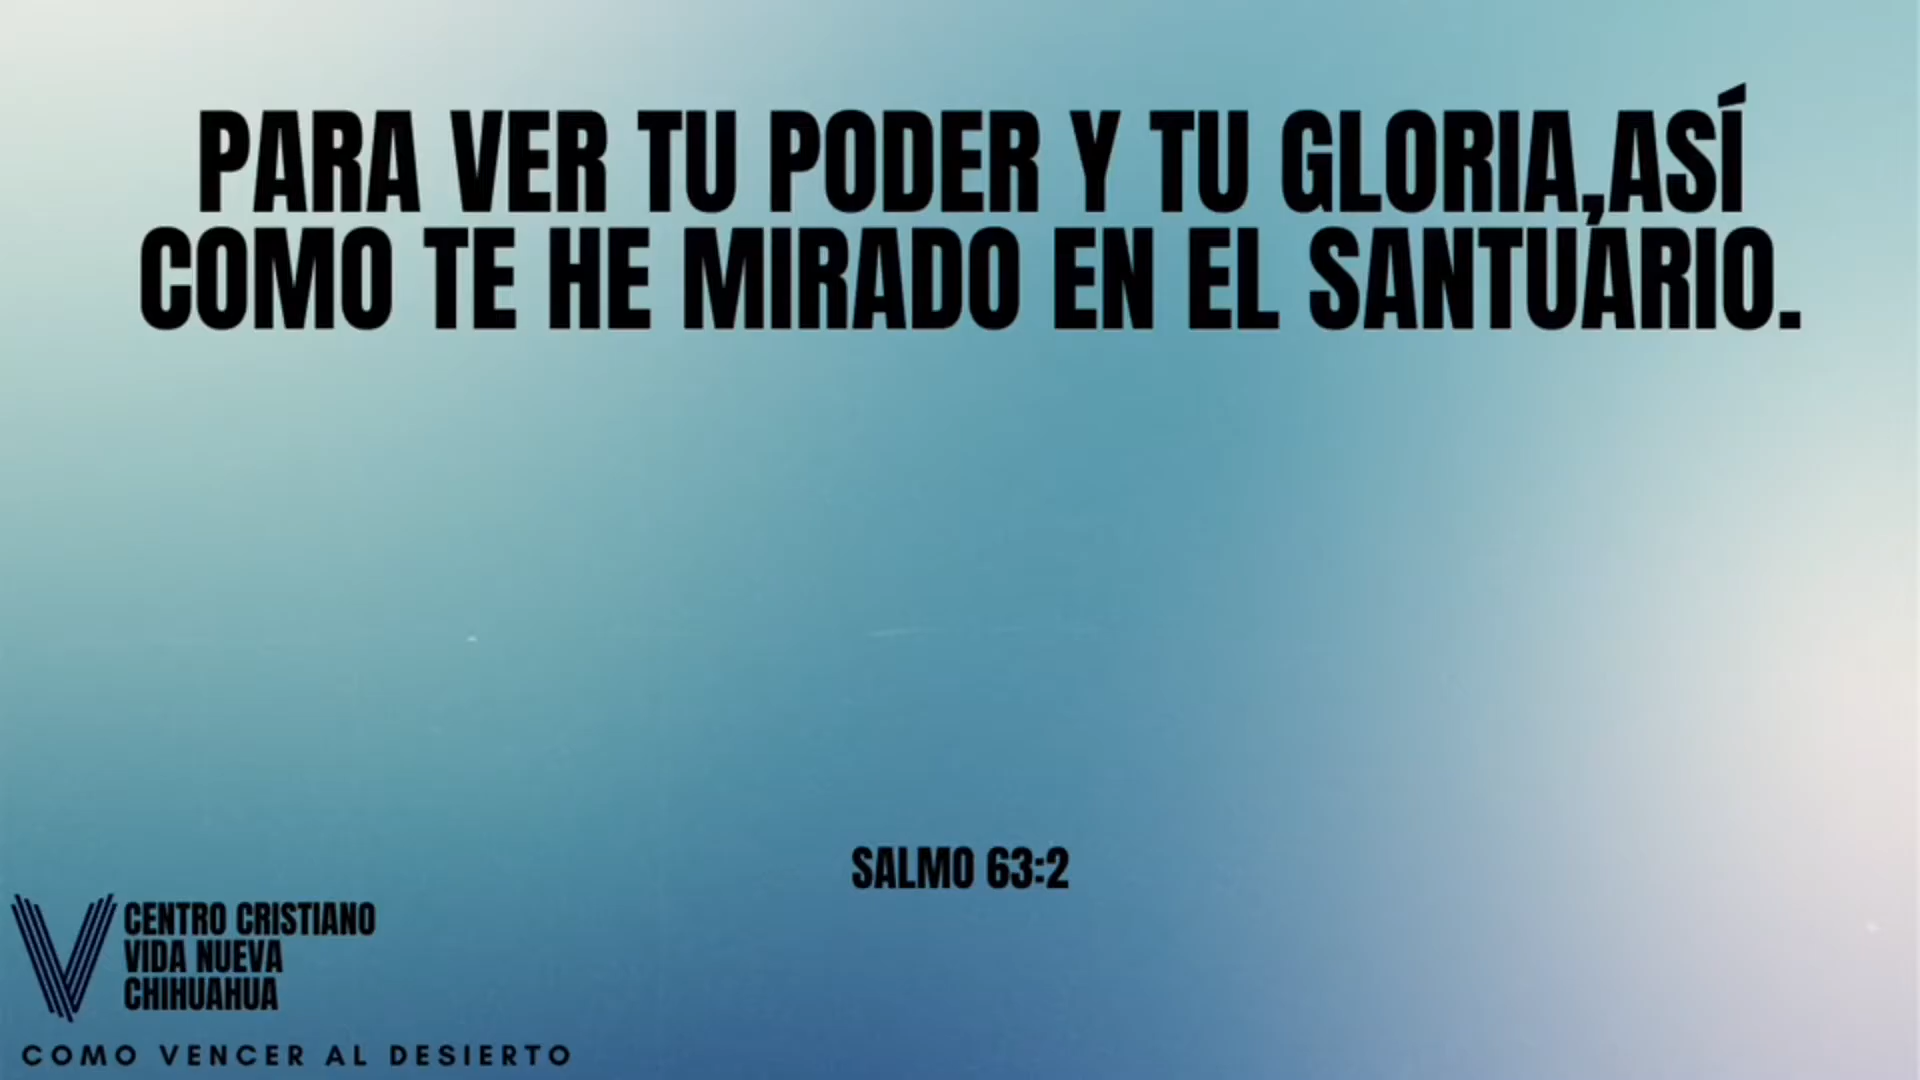 PARA VER TU PODER Y TU GLORIA,ASÍ
COMO TE HE MIRADO EN EL SANTUARIO.
SALMO 63:2
CENTRO CRISTIANO
VIDA NUEVA
CHIHUAHUA
COMO VENCER AL DESIERTO